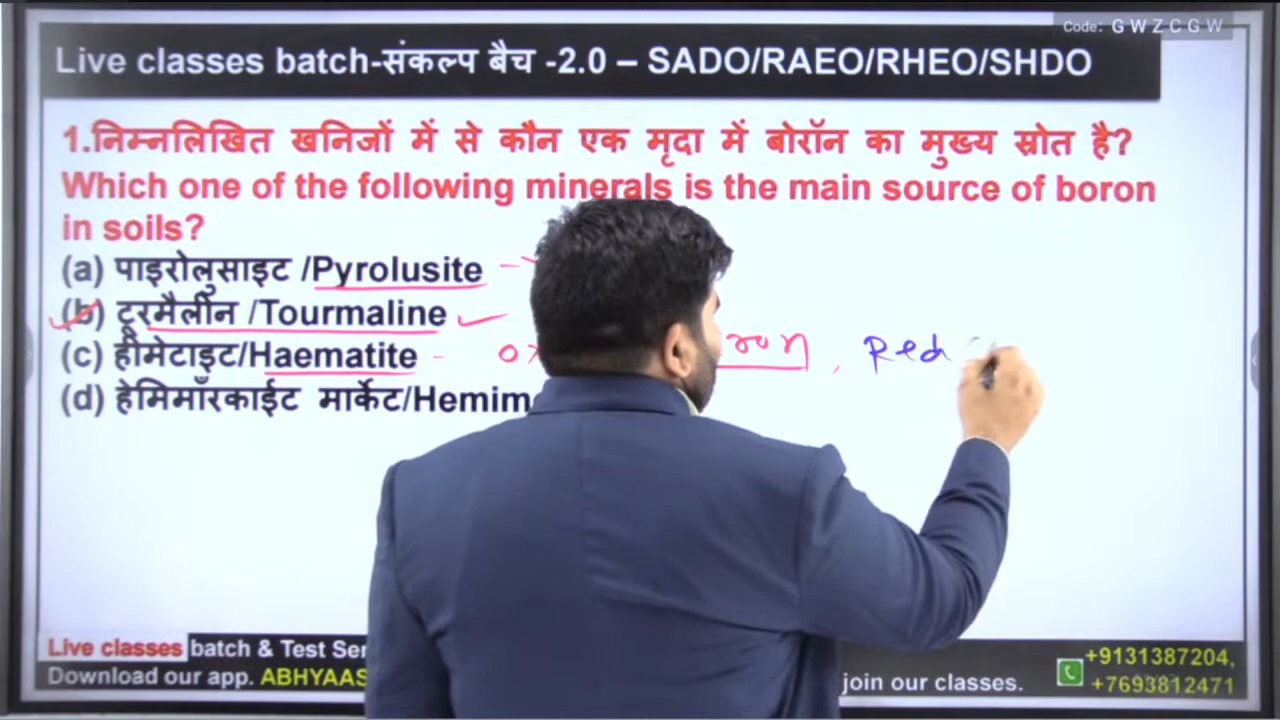 Code: G W Z C G W
Live classes batch-संकल्प बैच -2.0 – SADO/RAEO/RHEO/SHDO
1.निम्नलिखित खनिजों में से कौन एक मृदा में बोरॉन का मुख्य स्रोत है?
Which one of the following minerals is the main source of boron
in soils?
(a) पाइरोलुसाइट /Pyrolusite
(b) टूरमैलीन /Tourmaline
(c) हीमेटाइट/Haematite - , Red
(d) हेमिमॉरकाईट मार्केट/Hemim
Live classes batch & Test Ser
Download our app. ABHYAAS join our classes.
+9131387204,
+7693812471